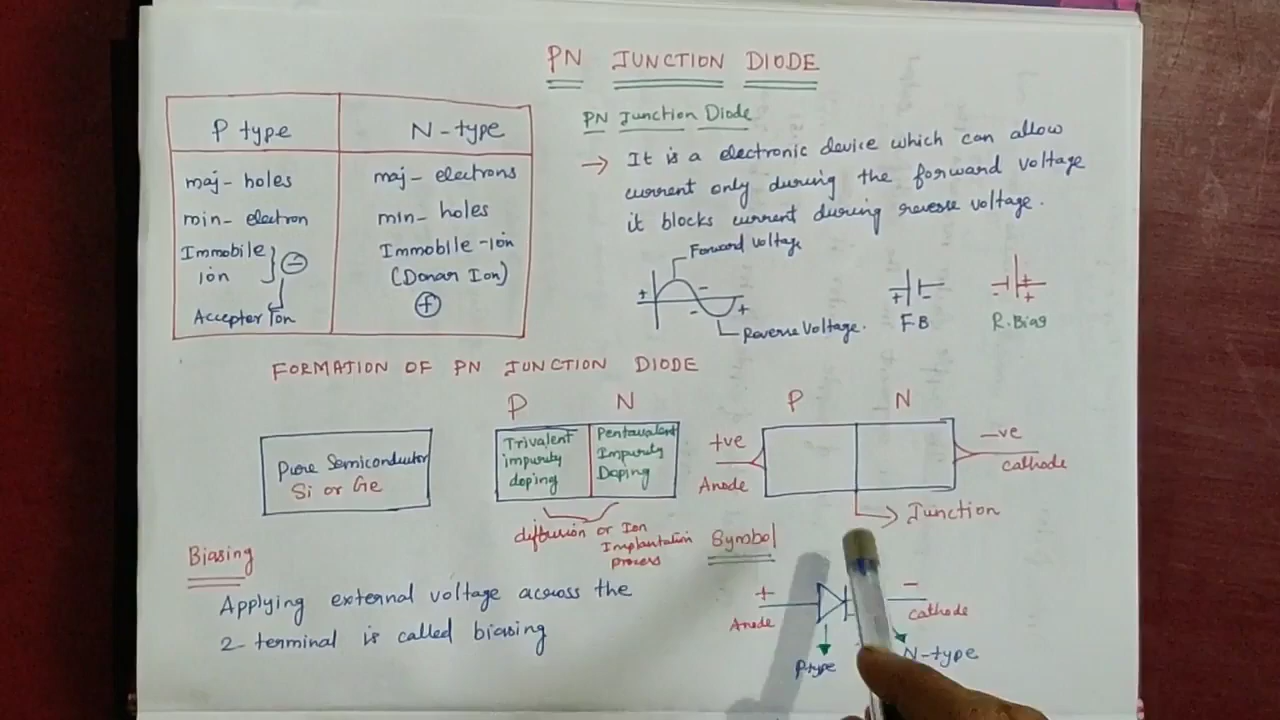 PN JUNCTION DIODE
P type
N-type
maj- holes
maj- electrons
min- electron
min- holes
Immobile
ion
-
Immobile -ion
(Donar Ion)
+
Accepter Ion
PN Junction Diode
→ It is a electronic device which can allow
current only during the forward voltage
it blocks current during reverse voltage.
Forward Voltage
+ - - +
Reverse Voltage.
+ -
F.B
- + +
R.Bias
FORMATION OF PN JUNCTION DIODE
Pure Semiconductor
Si or Ge
P N
Trivalent
impurity
doping
Pentavalent
Impurity
Doping
diffusion or Ion
Implantation
process
P N
+ve
Anode
-ve
cathode
Junction
Biasing
Applying external voltage across the
2- terminal is called biasing
Symbol
+
Anode
-
cathode
Ptype
N-type